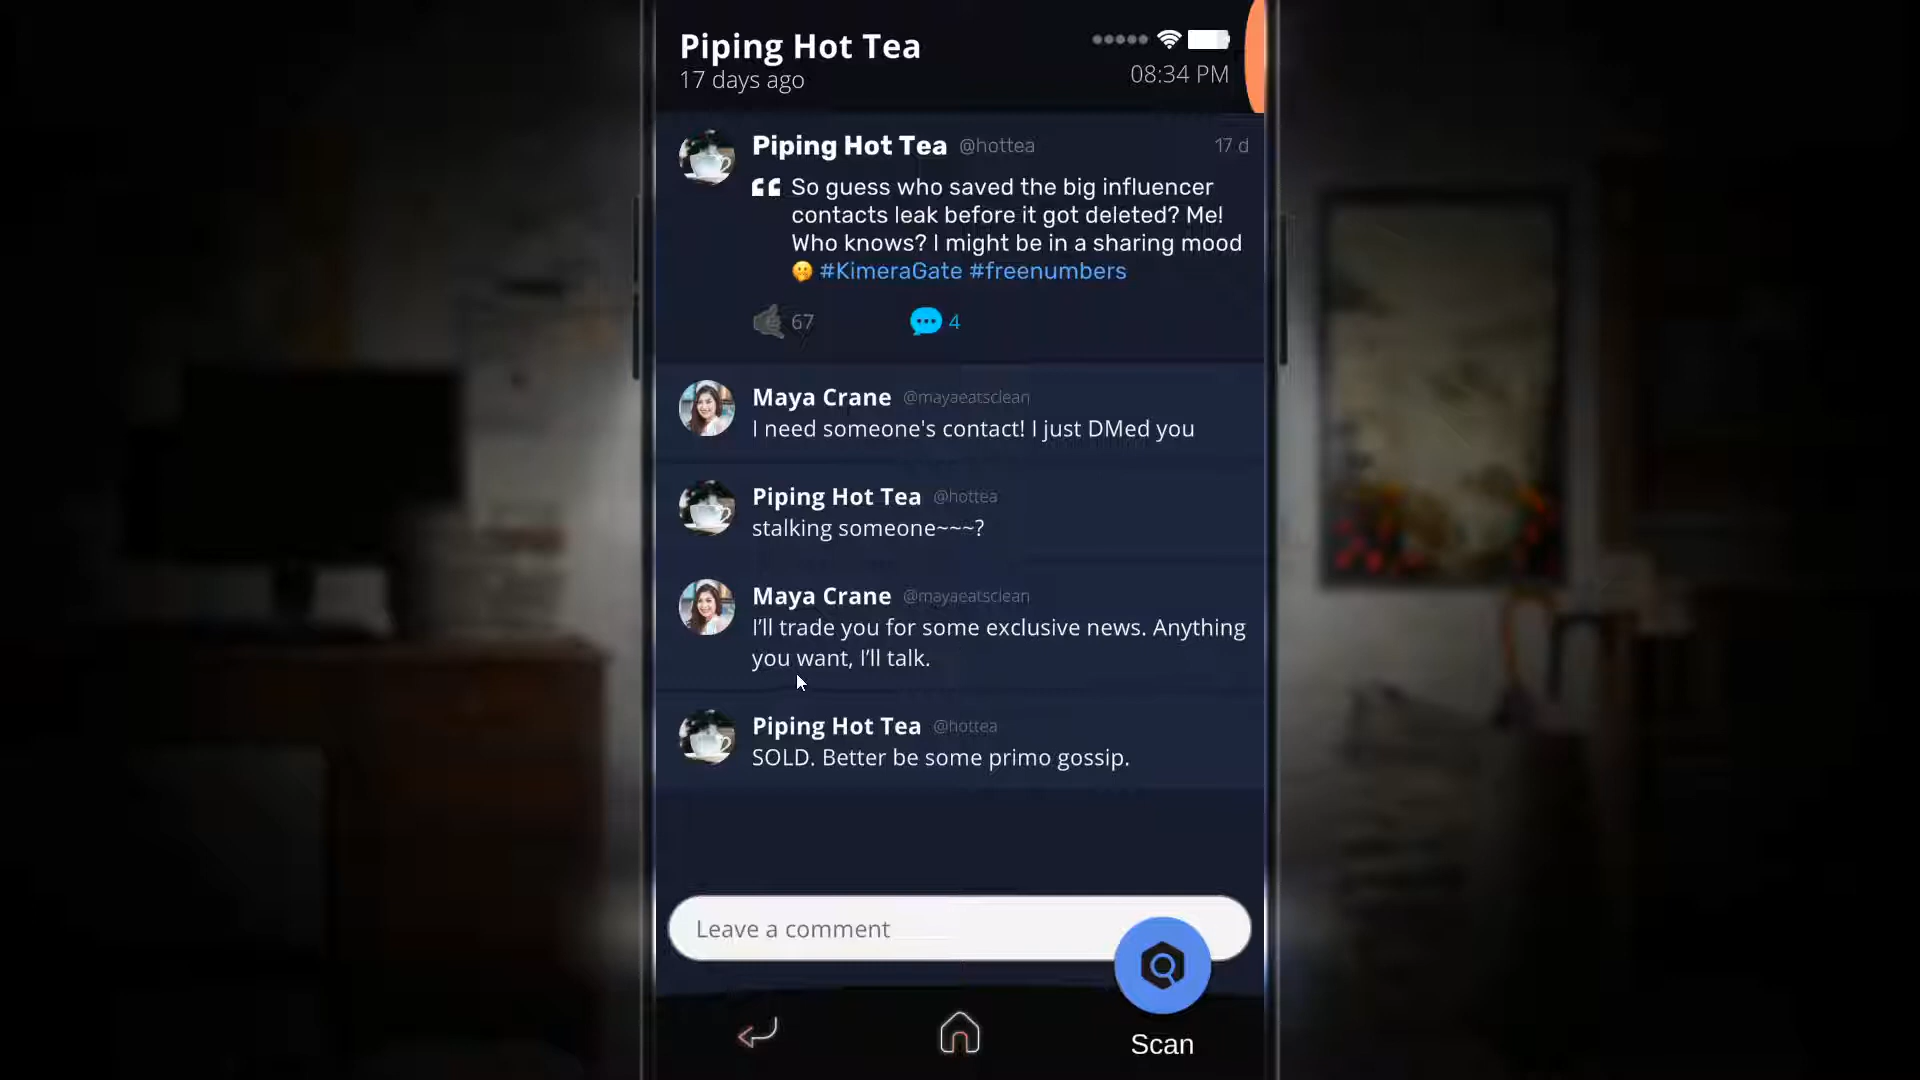 Piping Hot Tea
17 days ago
08:34 PM
Piping Hot Tea @hottea 17 d
So guess who saved the big influencer
contacts leak before it got deleted? Me!
Who knows? I might be in a sharing mood
🤭 #KimeraGate #freenumbers
67 4
Maya Crane @mayaeatsclean
I need someone's contact! I just DMed you
Piping Hot Tea @hottea
stalking someone~~~?
Maya Crane @mayaeatsclean
I'll trade you for some exclusive news. Anything
you want, I'll talk.
Piping Hot Tea @hottea
SOLD. Better be some primo gossip.
Leave a comment
Scan